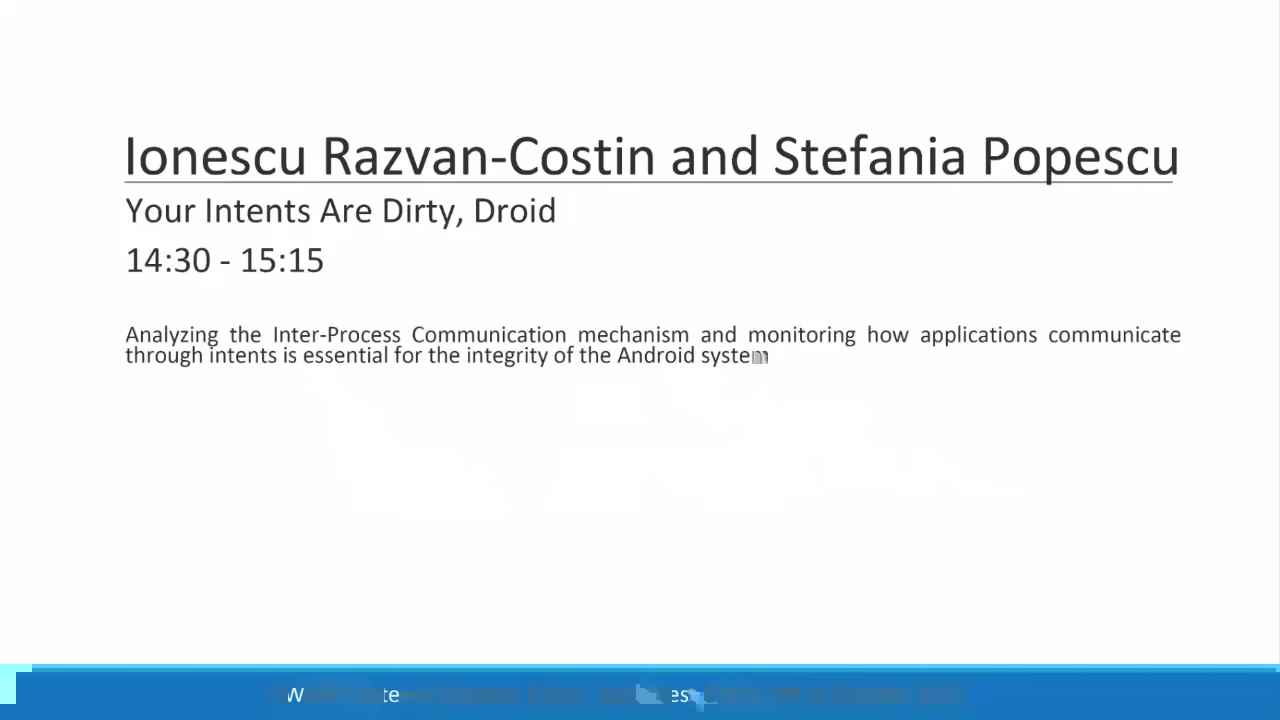 Ionescu Razvan-Costin and Stefania Popescu
Your Intents Are Dirty, Droid
14:30 - 15:15
Analyzing the Inter-Process Communication mechanism and monitoring how applications communicate
through intents is essential for the integrity of the Android system